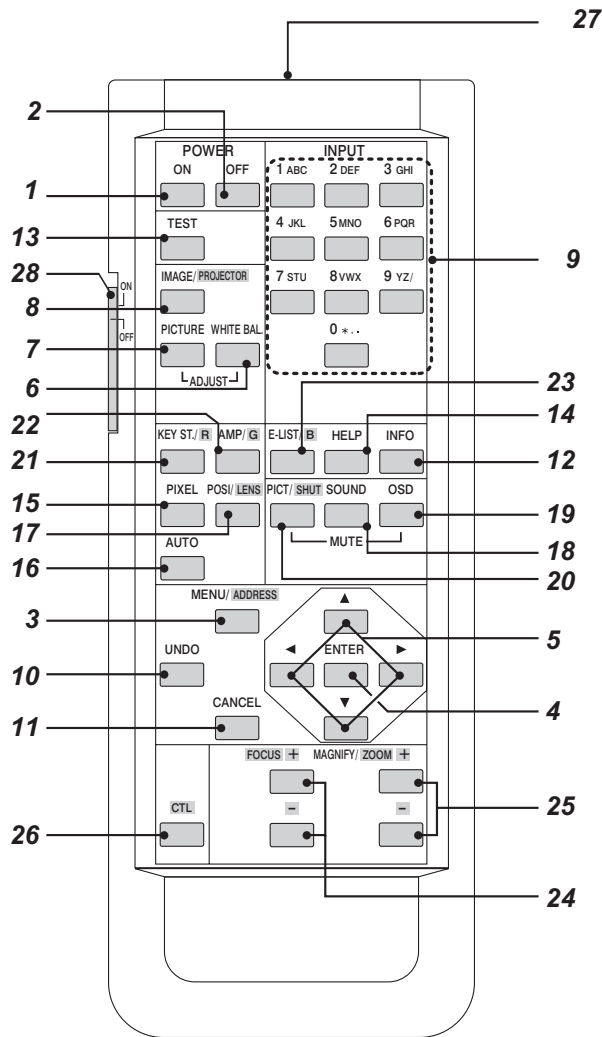 27
2
POWER INPUT
ON OFF 1 ABC 2 DEF 3 GHI
1
TEST 4 JKL 5 MNO 6 PQR
13
28
ON
IMAGE/ PROJECTOR 7 STU 8 VWX 9 YZ/
9
8
OFF
PICTURE WHITE BAL. 0 *..
7
ADJUST
6
23
22
14
KEY ST./ R AMP/ G E-LIST/ B HELP INFO
21
12
PIXEL POSI/ LENS PICT/ SHUT SOUND OSD
15
19
17
MUTE
18
AUTO
16
20
MENU/ ADDRESS
▲
3
5
UNDO ◄ ENTER ►
10
4
CANCEL ▼
11
FOCUS + MAGNIFY/ ZOOM +
CTL − −
25
26
24